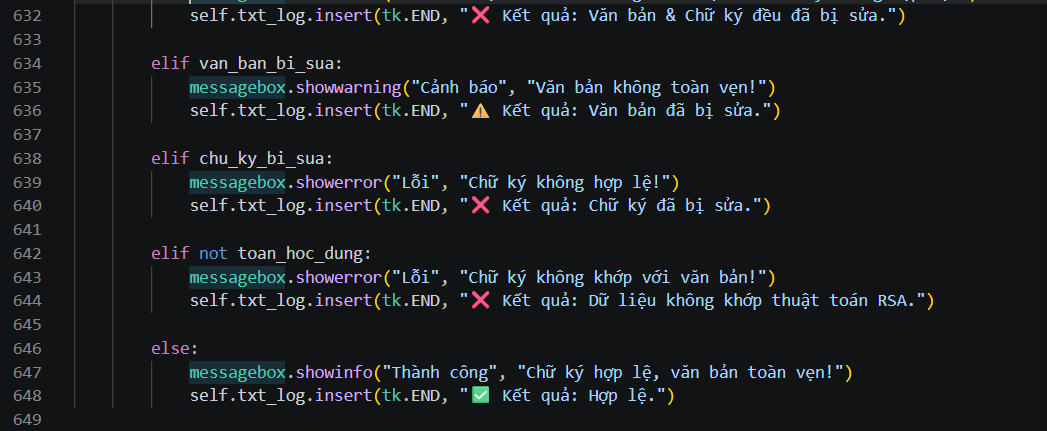 632 self.txt_log.insert(tk.END, "❌ Kết quả: Văn bản & Chữ ký đều đã bị sửa.")
633
634 elif van_ban_bi_sua:
635 messagebox.showwarning("Cảnh báo", "Văn bản không toàn vẹn!")
636 self.txt_log.insert(tk.END, "⚠️ Kết quả: Văn bản đã bị sửa.")
637
638 elif chu_ky_bi_sua:
639 messagebox.showerror("Lỗi", "Chữ ký không hợp lệ!")
640 self.txt_log.insert(tk.END, "❌ Kết quả: Chữ ký đã bị sửa.")
641
642 elif not toan_hoc_dung:
643 messagebox.showerror("Lỗi", "Chữ ký không khớp với văn bản!")
644 self.txt_log.insert(tk.END, "❌ Kết quả: Dữ liệu không khớp thuật toán RSA.")
645
646 else:
647 messagebox.showinfo("Thành công", "Chữ ký hợp lệ, văn bản toàn vẹn!")
648 self.txt_log.insert(tk.END, "✅ Kết quả: Hợp lệ.")
649